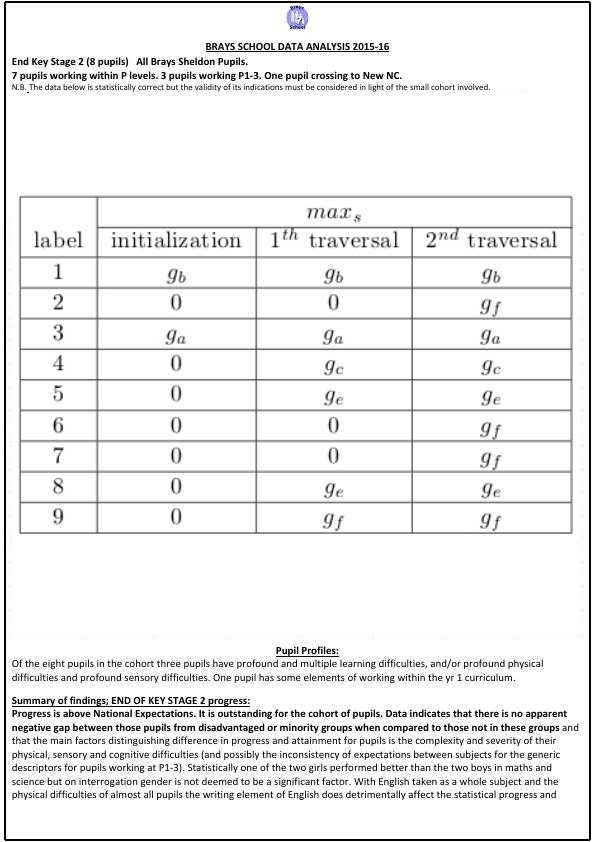 BRAYS SCHOOL DATA ANALYSIS 2015-16
End Key Stage 2 (8 pupils)   All Brays Sheldon Pupils.
7 pupils working within P levels. 3 pupils working P1-3. One pupil crossing to New NC.
N.B. The data below is statistically correct but the validity of its indications must be considered in light of the small cohort involved.
max_s
label initialization 1^th traversal 2^nd traversal
1 g_b g_b g_b
2 0 0 g_f
3 g_a g_a g_a
4 0 g_c g_c
5 0 g_e g_e
6 0 0 g_f
7 0 0 g_f
8 0 g_e g_e
9 0 g_f g_f
Pupil Profiles:
Of the eight pupils in the cohort three pupils have profound and multiple learning difficulties, and/or profound physical
difficulties and profound sensory difficulties. One pupil has some elements of working within the yr 1 curriculum.
Summary of findings; END OF KEY STAGE 2 progress:
Progress is above National Expectations. It is outstanding for the cohort of pupils. Data indicates that there is no apparent
negative gap between those pupils from disadvantaged or minority groups when compared to those not in these groups and
that the main factors distinguishing difference in progress and attainment for pupils is the complexity and severity of their
physical, sensory and cognitive difficulties (and possibly the inconsistency of expectations between subjects for the generic
descriptors for pupils working at P1-3). Statistically one of the two girls performed better than the two boys in maths and
science but on interrogation gender is not deemed to be a significant factor. With English taken as a whole subject and the
physical difficulties of almost all pupils the writing element of English does detrimentally affect the statistical progress and